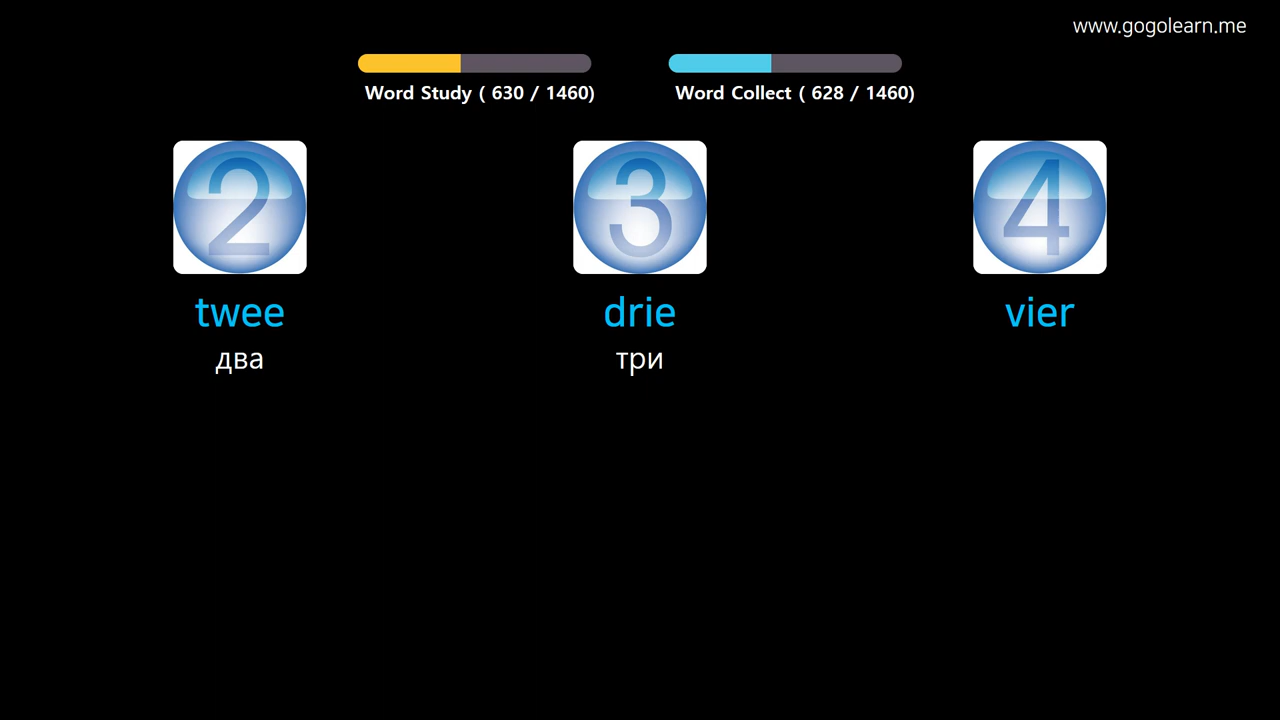 www.gogolearn.me
Word Study ( 630 / 1460)
Word Collect ( 628 / 1460)
2
3
4
twee
drie
vier
два
три